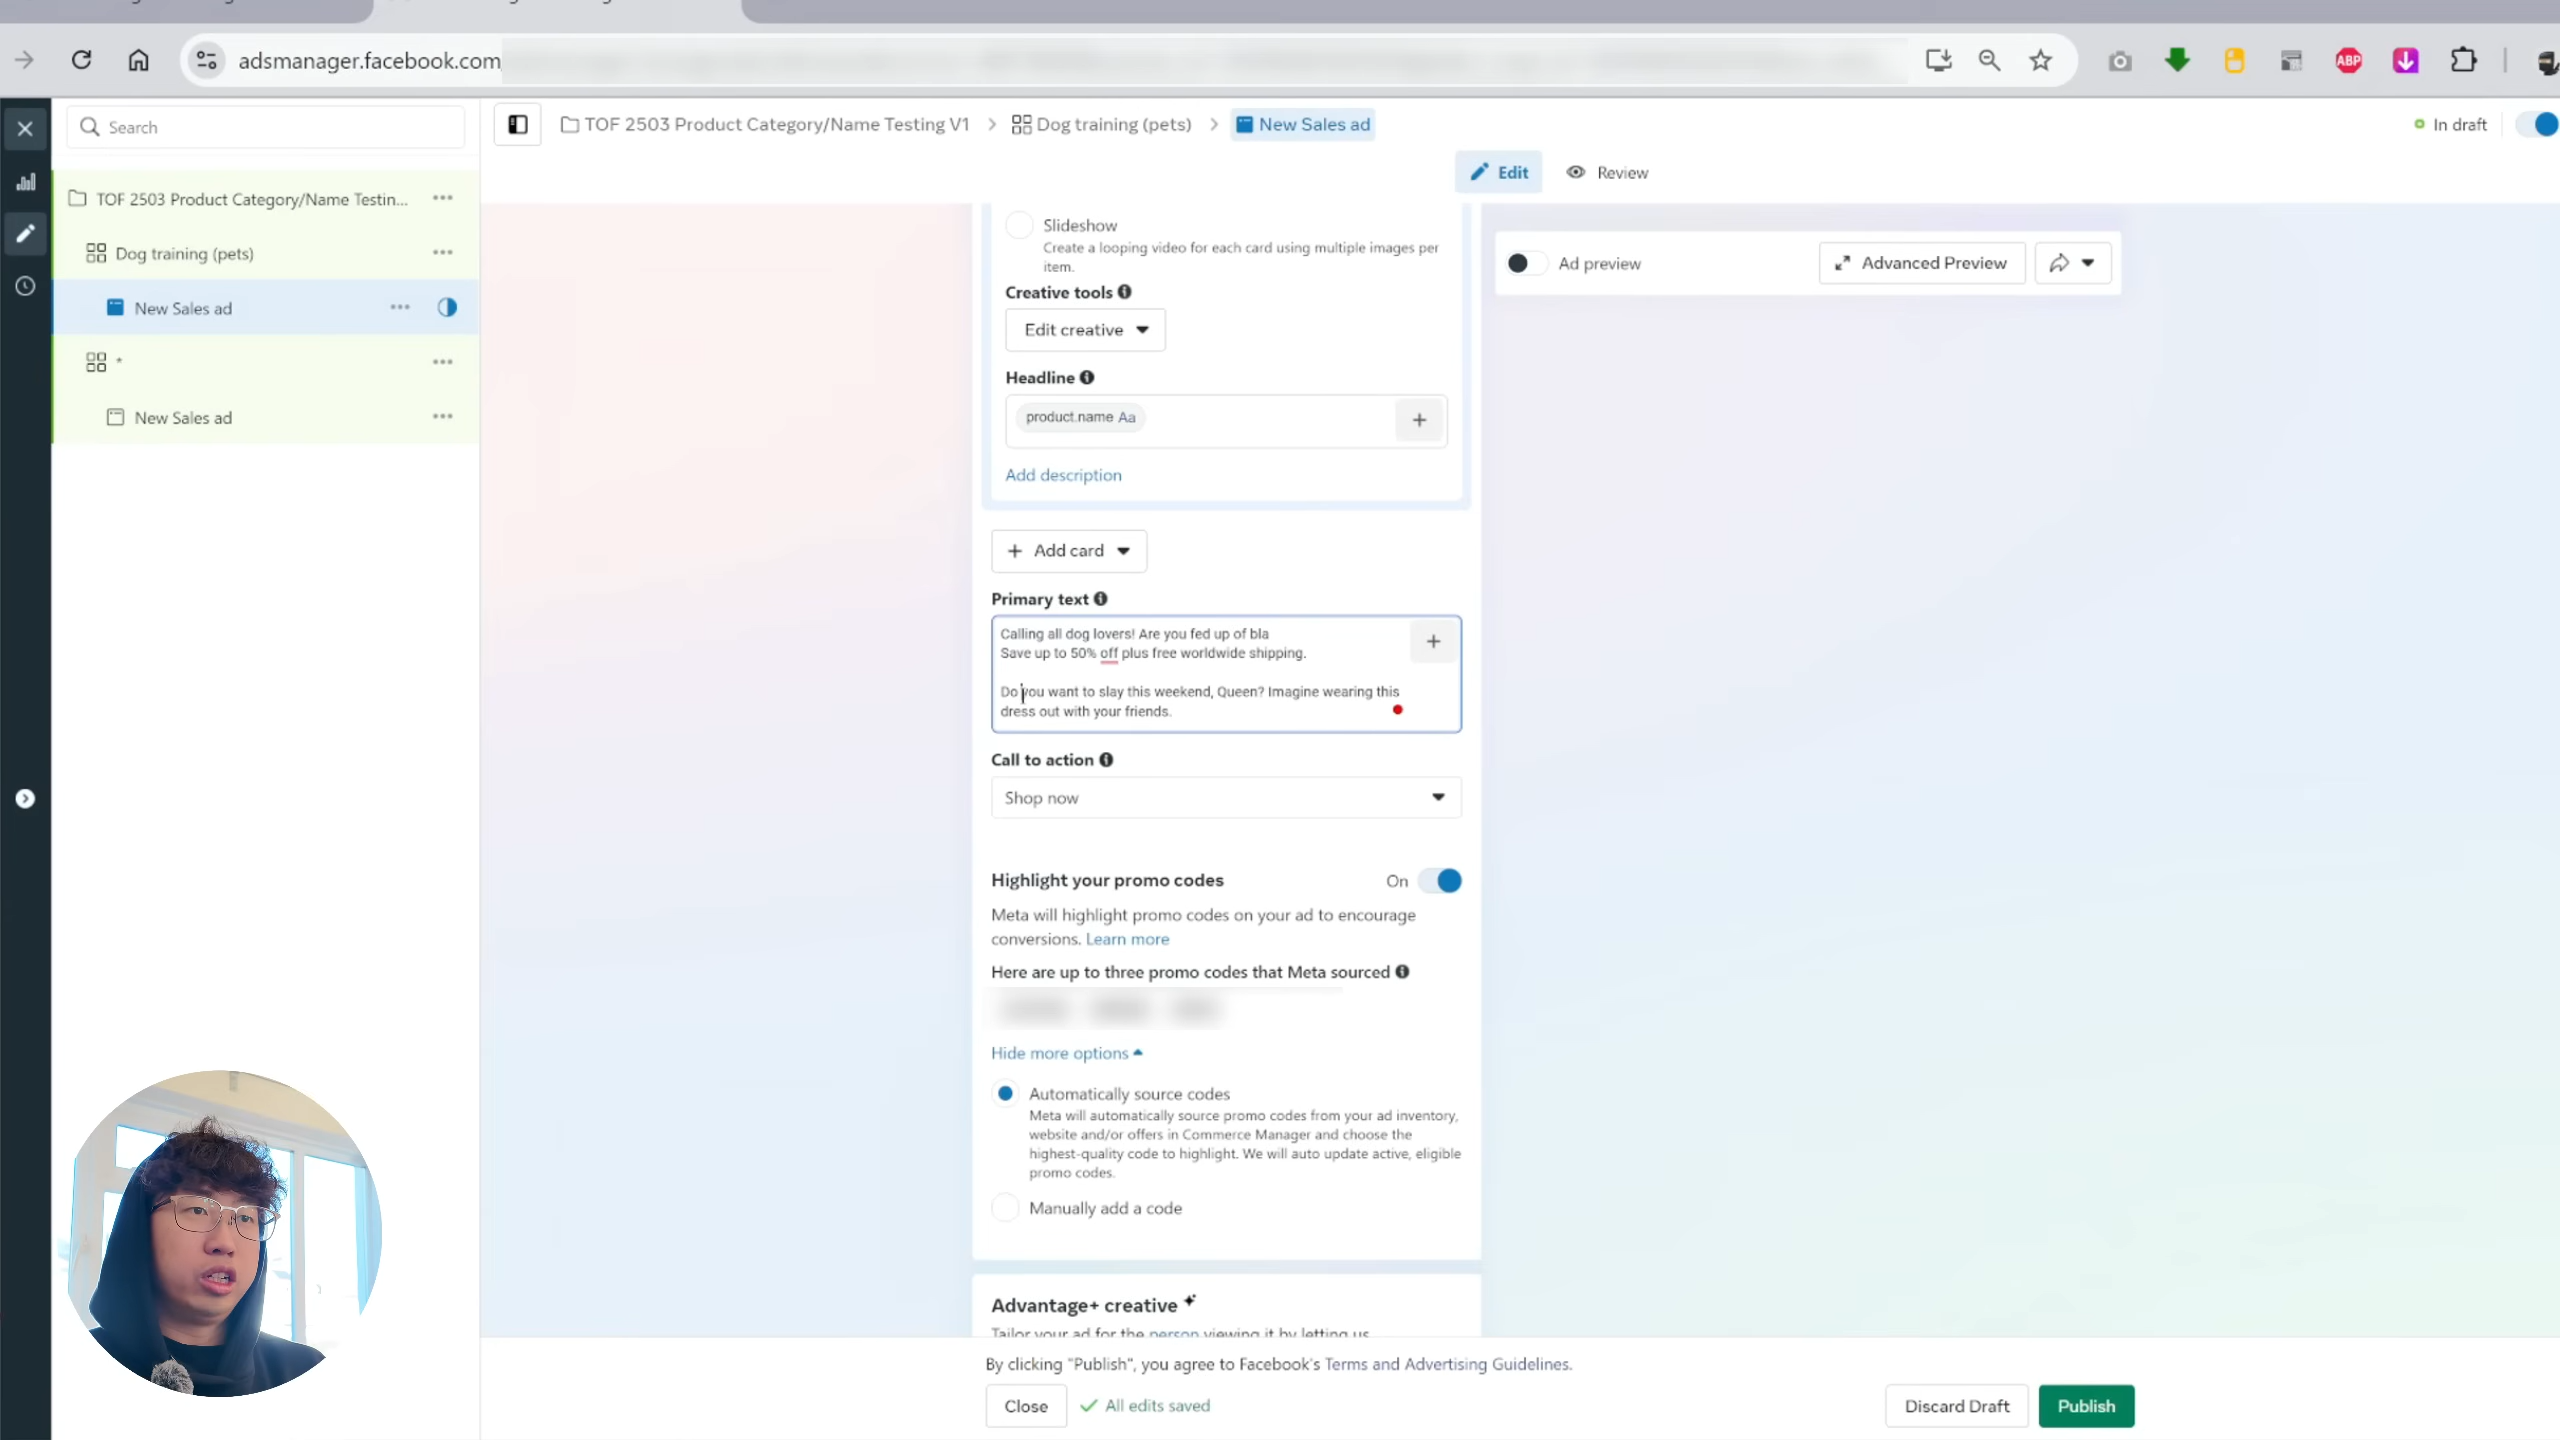 adsmanager.facebook.com
ABP
Search
TOF 2503 Product Category/Name Testing V1
Dog training (pets)
New Sales ad
In draft
Edit
Review
TOF 2503 Product Category/Name Testin...
Dog training (pets)
New Sales ad
*
New Sales ad
Slideshow
Create a looping video for each card using multiple images per
item.
Creative tools
Edit creative
Headline
product.name Aa
Add description
Add card
Primary text
Calling all dog lovers! Are you fed up of bla
Save up to 50% off plus free worldwide shipping.
Do you want to slay this weekend, Queen? Imagine wearing this
dress out with your friends.
Call to action
Shop now
Highlight your promo codes
On
Meta will highlight promo codes on your ad to encourage
conversions. Learn more
Here are up to three promo codes that Meta sourced
Hide more options
Automatically source codes
Meta will automatically source promo codes from your ad inventory,
website and/or offers in Commerce Manager and choose the
highest-quality code to highlight. We will auto update active, eligible
promo codes.
Manually add a code
Advantage+ creative
Tailor your ad for the person viewing it by letting us
Ad preview
Advanced Preview
By clicking "Publish", you agree to Facebook's Terms and Advertising Guidelines.
Close
All edits saved
Discard Draft
Publish